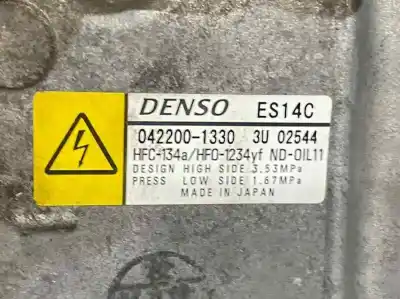 DENSO ES14C
042200-1330 3U 02544
HFC-134a/HFO-1234yf ND-OIL11
DESIGN HIGH SIDE 3.53MPa
PRESS LOW SIDE 1.67MPa
MADE IN JAPAN